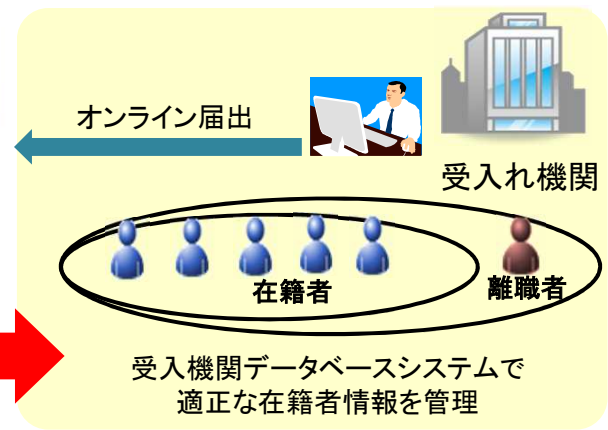 オンライン届出
受入れ機関
在籍者
離職者
受入機関データベースシステムで
適正な在籍者情報を管理